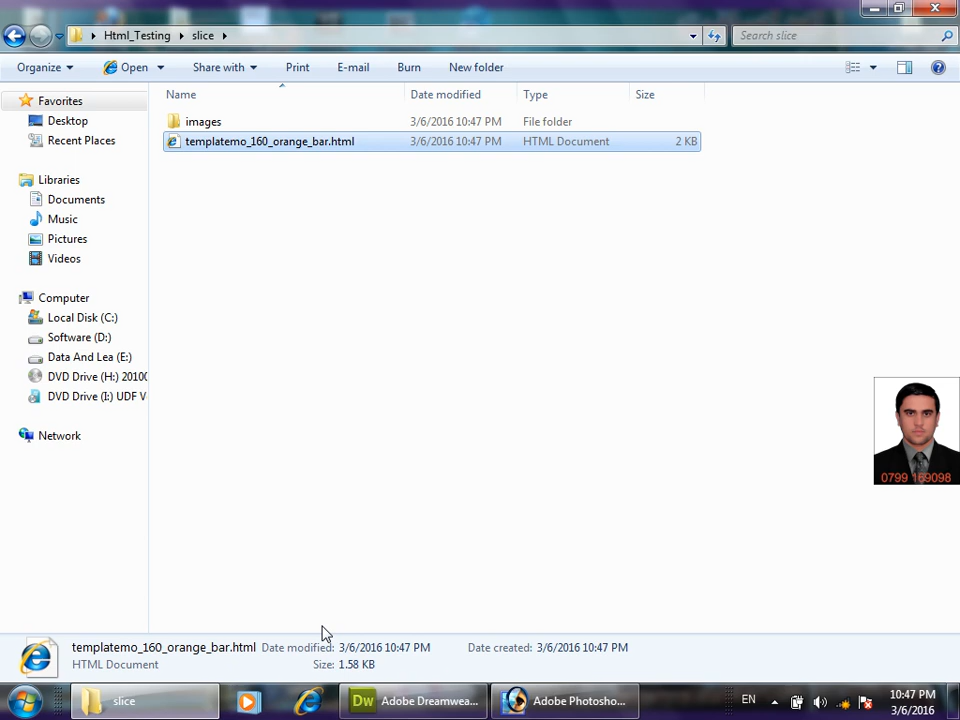 Html_Testing slice Search slice
Organize Open Share with Print E-mail Burn New folder
Name Date modified Type Size
Favorites
Desktop
Recent Places
Libraries
Documents
Music
Pictures
Videos
Computer
Local Disk (C:)
Software (D:)
Data And Lea (E:)
DVD Drive (H:) 2010(
DVD Drive (I:) UDF V
Network
images 3/6/2016 10:47 PM File folder
templatemo_160_orange_bar.html 3/6/2016 10:47 PM HTML Document 2 KB
0799 169098
templatemo_160_orange_bar.html Date modified: 3/6/2016 10:47 PM Date created: 3/6/2016 10:47 PM
HTML Document Size: 1.58 KB
slice Dw Adobe Dreamwea... Adobe Photosho... EN 10:47 PM
3/6/2016